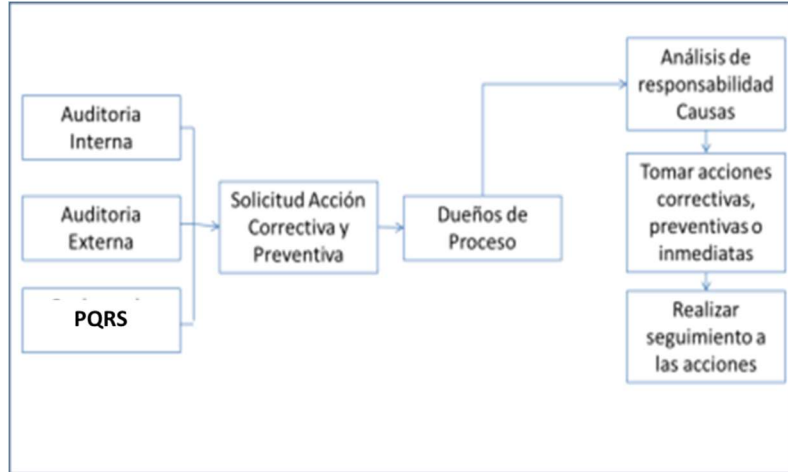 Auditoria
Interna
Auditoria
Externa
PQRS
Solicitud Acción
Correctiva y
Preventiva
Dueños de
Proceso
Análisis de
responsabilidad
Causas
Tomar acciones
correctivas,
preventivas o
inmediatas
Realizar
seguimiento a
las acciones